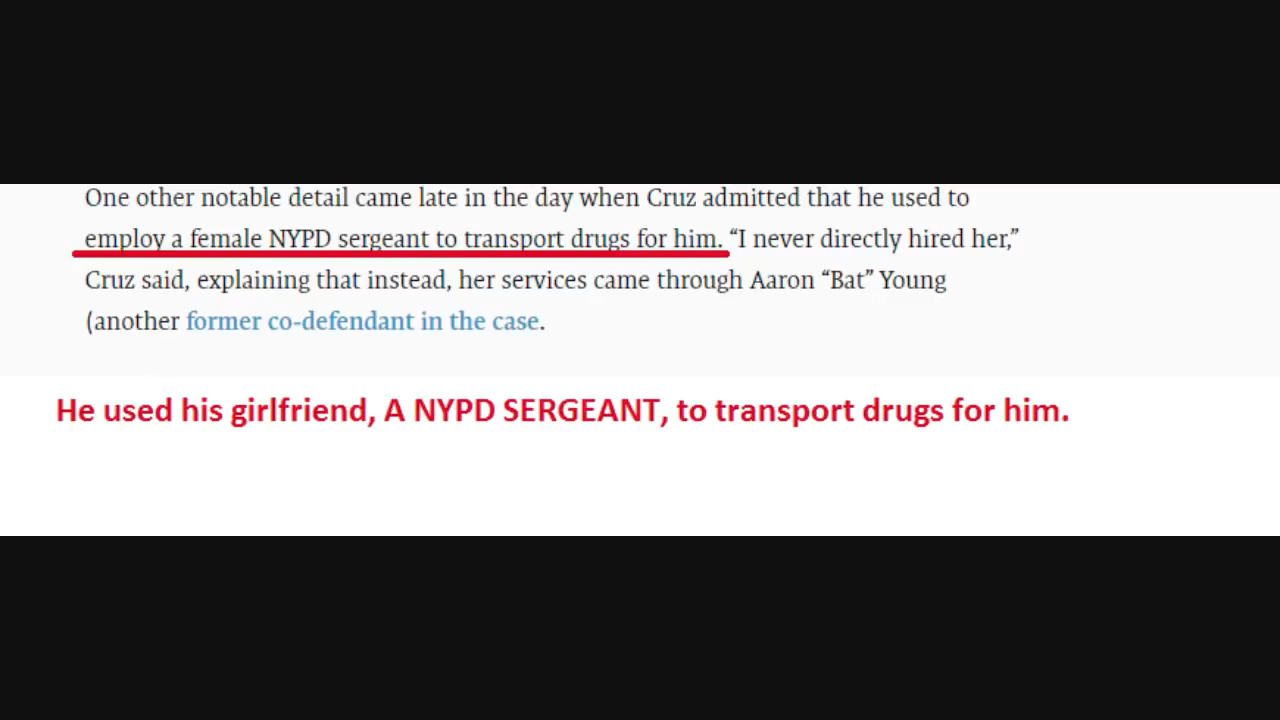 One other notable detail came late in the day when Cruz admitted that he used to
employ a female NYPD sergeant to transport drugs for him. “I never directly hired her,”
Cruz said, explaining that instead, her services came through Aaron “Bat” Young
(another former co-defendant in the case.
He used his girlfriend, A NYPD SERGEANT, to transport drugs for him.